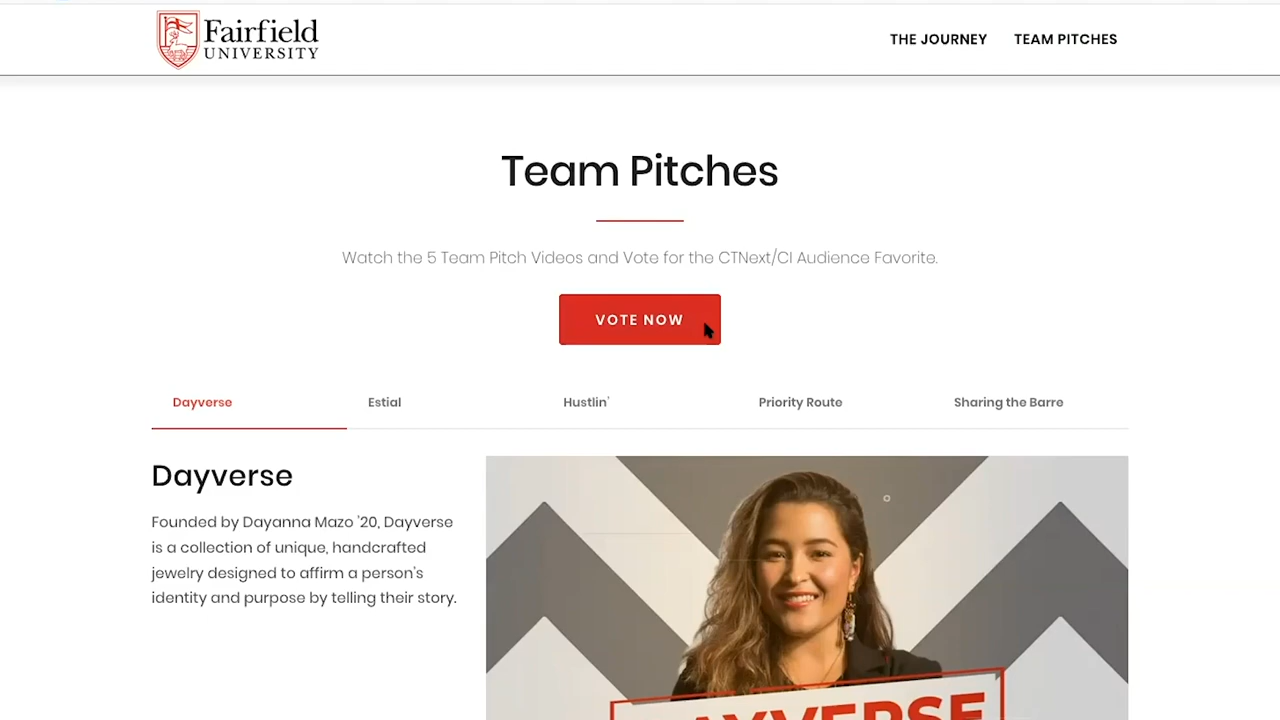 Fairfield
UNIVERSITY
THE JOURNEY
TEAM PITCHES
Team Pitches
Watch the 5 Team Pitch Videos and Vote for the CTNext/CI Audience Favorite.
VOTE NOW
Dayverse
Estial
Hustlin'
Priority Route
Sharing the Barre
Dayverse
Founded by Dayanna Mazo '20, Dayverse
is a collection of unique, handcrafted
jewelry designed to affirm a person's
identity and purpose by telling their story.
DAYVERSE